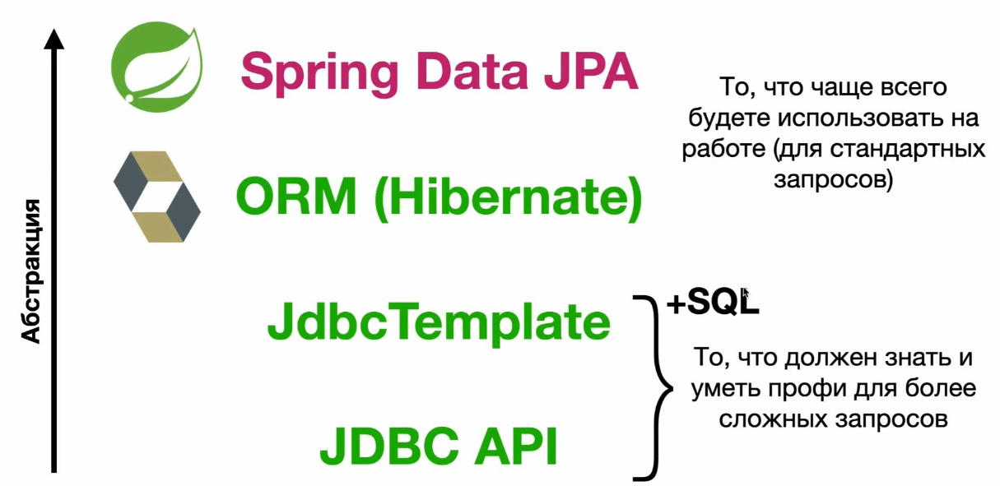 Абстракция
Spring Data JPA
То, что чаще всего
будете использовать на
работе (для стандартных
запросов)
ORM (Hibernate)
JdbcTemplate
+SQL
То, что должен знать и
уметь профи для более
сложных запросов
JDBC API